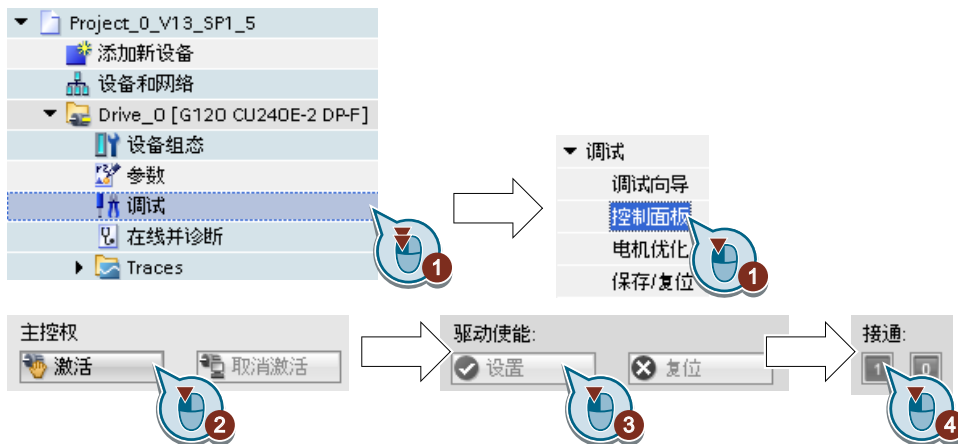 Project_0_V13_SP1_5
添加新设备
设备和网络
Drive_0 [G120 CU240E-2 DP-F]
设备组态
参数
调试
在线并诊断
Traces
1
调试
调试向导
控制面板
电机优化
保存/复位
1
主控权
激活
取消激活
2
驱动使能:
设置
复位
3
接通:
1
0
4